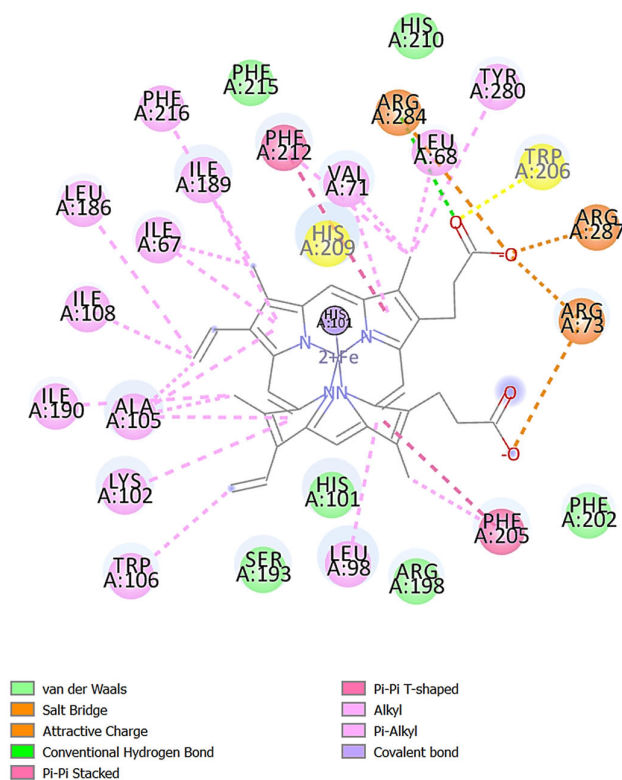 HIS
A:210
PHE
A:215
TYR
A:280
PHE
A:216
ARG
A:284
PHE
A:212
LEU
A:68
ILE
A:189
VAL
A:71
TRP
A:206
LEU
A:186
ILE
A:67
HIS
A:209
O
-O
ARG
A:287
ILE
A:108
HIS
A:101
ARG
A:73
N
N
2+Fe
ILE
A:190
ALA
A:105
N
N
O
-O
LYS
A:102
HIS
A:101
PHE
A:202
PHE
A:205
TRP
A:106
SER
A:193
LEU
A:98
ARG
A:198
van der Waals
Salt Bridge
Attractive Charge
Conventional Hydrogen Bond
Pi-Pi Stacked
Pi-Pi T-shaped
Alkyl
Pi-Alkyl
Covalent bond